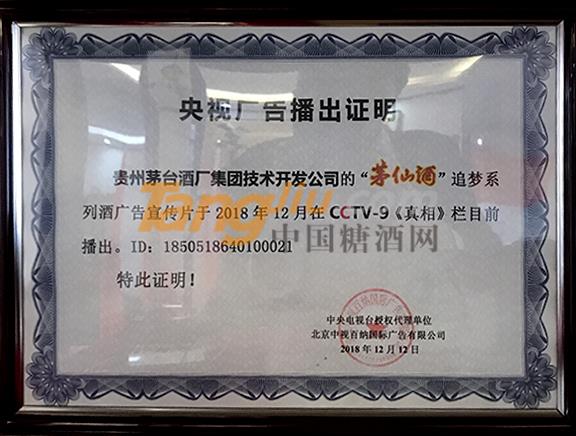 央视广告播出证明
贵州茅台酒厂集团技术开发公司的“茅仙酒”追梦系
列酒广告宣传片于2018年12月在CCTV-9《真相》栏目前
播出。ID：1850518640100021
特此证明！
中央电视台授权代理单位
北京中视百纳国际广告有限公司
2018年12月12日
Tangjiu.com
中国糖酒网